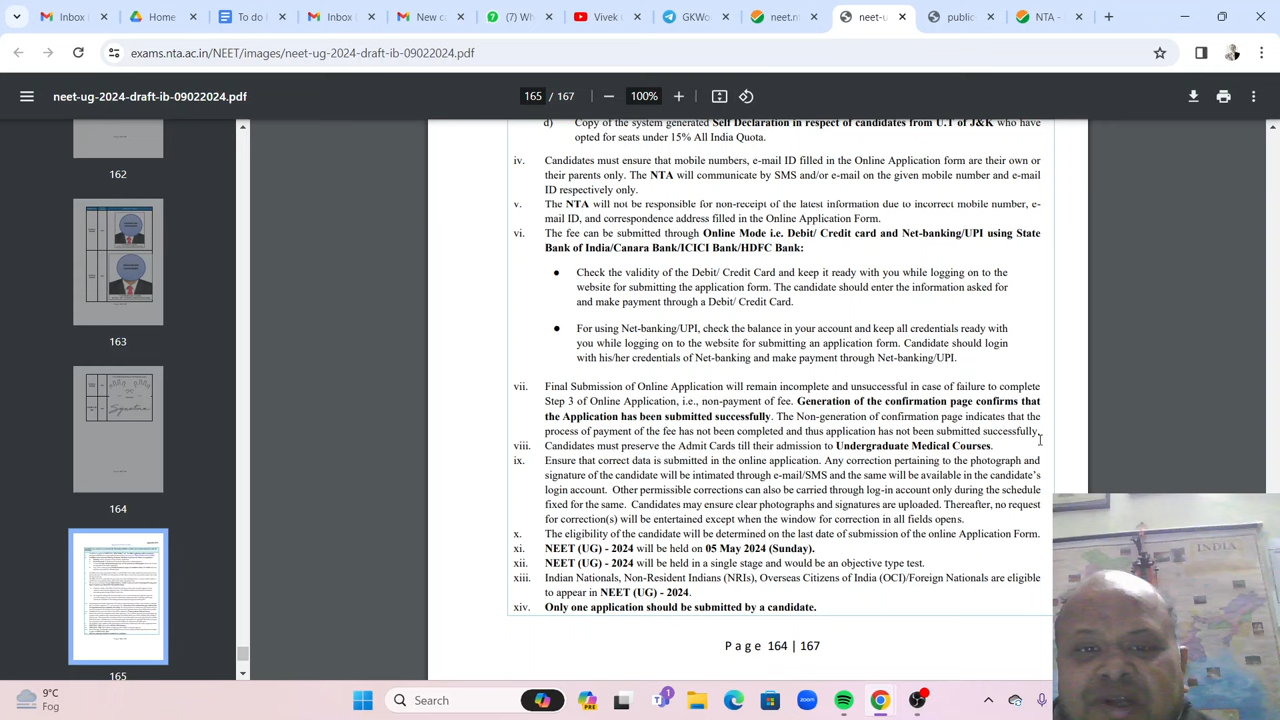 Inbox
Home
To do l
Inbox l
New c
(7) Wh
Vivek C
GKWo
neet.n
neet-u
public
NTA -
exams.nta.ac.in/NEET/images/neet-ug-2024-draft-ib-09022024.pdf
neet-ug-2024-draft-ib-09022024.pdf
165 / 167
100%
162
163
164
165
d) Copy of the system generated Self Declaration in respect of candidates from U.T of J&K who have
opted for seats under 15% All India Quota.
iv. Candidates must ensure that mobile numbers, e-mail ID filled in the Online Application form are their own or
their parents only. The NTA will communicate by SMS and/or e-mail on the given mobile number and e-mail
ID respectively only.
v. The NTA will not be responsible for non-receipt of the latest information due to incorrect mobile number, e-
mail ID, and correspondence address filled in the Online Application Form.
vi. The fee can be submitted through Online Mode i.e. Debit/ Credit card and Net-banking/UPI using State
Bank of India/Canara Bank/ICICI Bank/HDFC Bank:
● Check the validity of the Debit/ Credit Card and keep it ready with you while logging on to the
website for submitting the application form. The candidate should enter the information asked for
and make payment through a Debit/ Credit Card.
● For using Net-banking/UPI, check the balance in your account and keep all credentials ready with
you while logging on to the website for submitting an application form. Candidate should login
with his/her credentials of Net-banking and make payment through Net-banking/UPI.
vii. Final Submission of Online Application will remain incomplete and unsuccessful in case of failure to complete
Step 3 of Online Application, i.e., non-payment of fee. Generation of the confirmation page confirms that
the Application has been submitted successfully. The Non-generation of confirmation page indicates that the
process of payment of the fee has not been completed and thus application has not been submitted successfully.
viii. Candidates must preserve the Admit Cards till their admission to Undergraduate Medical Courses.
ix. Ensure that correct data is submitted in the online application. Any correction pertaining to the photograph and
signature of the candidate will be intimated through e-mail/SMS and the same will be available in the candidate's
login account. Other permissible corrections can also be carried through log-in account only during the schedule
fixed for the same. Candidates may ensure clear photographs and signatures are uploaded. Thereafter, no request
for correction(s) will be entertained except when the window for correction in all fields opens.
x. The eligibility of the candidate will be determined on the last date of submission of the online Application Form.
xi. NEET (UG) - 2024 will be held on 05 May 2024 (Sunday).
xii. NEET (UG) - 2024 will be held in a single stage and would be an objective type test.
xiii. Indian Nationals, Non-Resident Indians (NRIs), Overseas Citizens of India (OCI)/Foreign Nationals are eligible
to appear in NEET (UG) - 2024.
xiv. Only one application should be submitted by a candidate.
Page 164 | 167
INDIA
9°C
Fog
Search
PRE
1
zoom